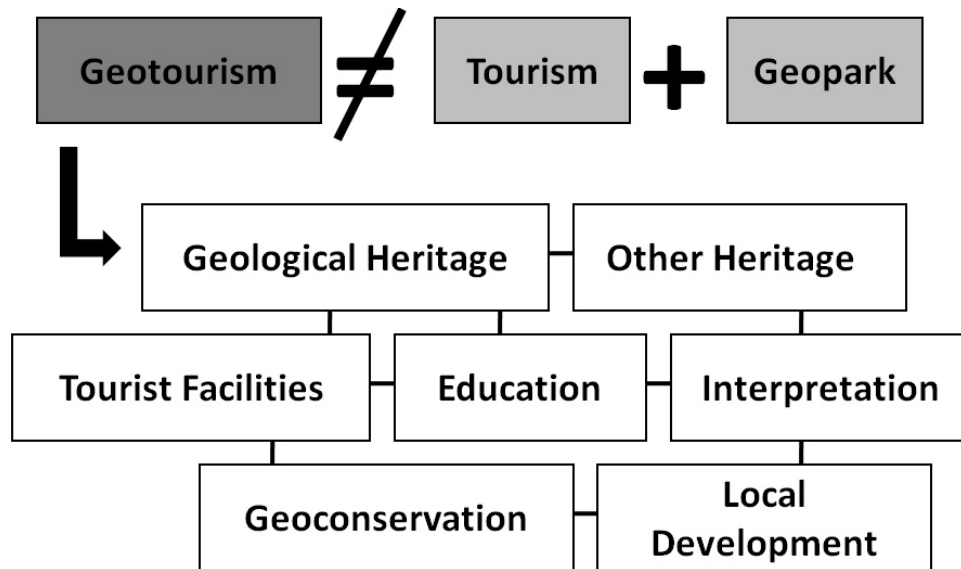 Geotourism ≠ Tourism + Geopark
Geological Heritage Other Heritage
Tourist Facilities Education Interpretation
Geoconservation Local
Development